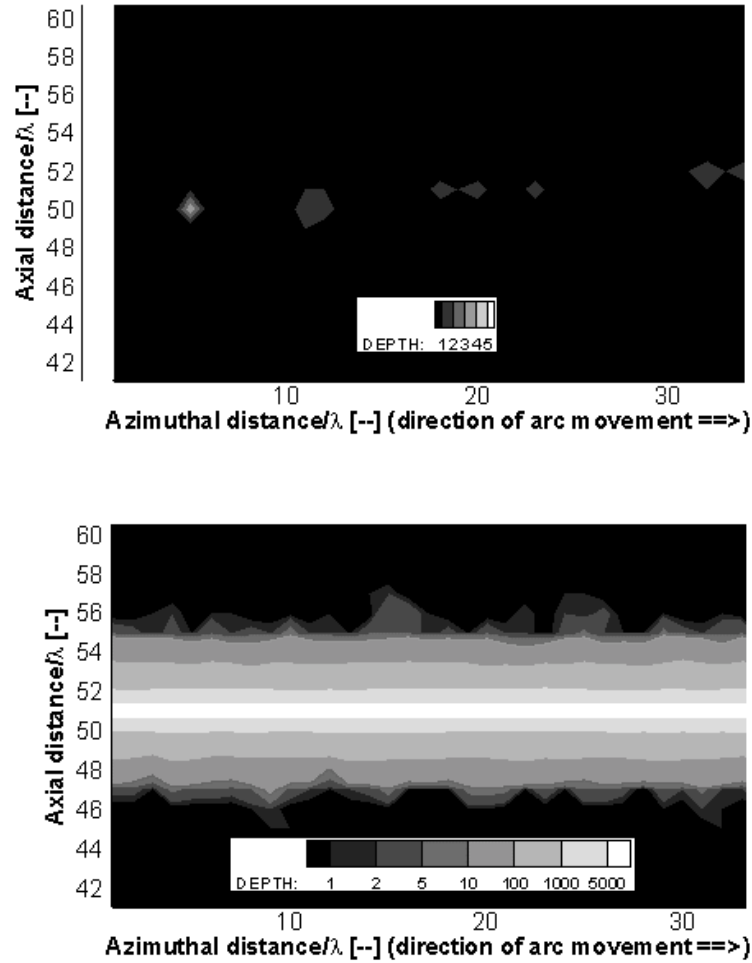 60
58
56
54
52
50
48
46
44
42
Axial distance/λ [--]
DEPTH: 12345
10 20 30
Azimuthal distance/λ [--] (direction of arc movement ==>)
60
58
56
54
52
50
48
46
44
42
Axial distance/λ [--]
DEPTH: 1 2 5 10 100 1000 5000
10 20 30
Azimuthal distance/λ [--] (direction of arc movement ==>)